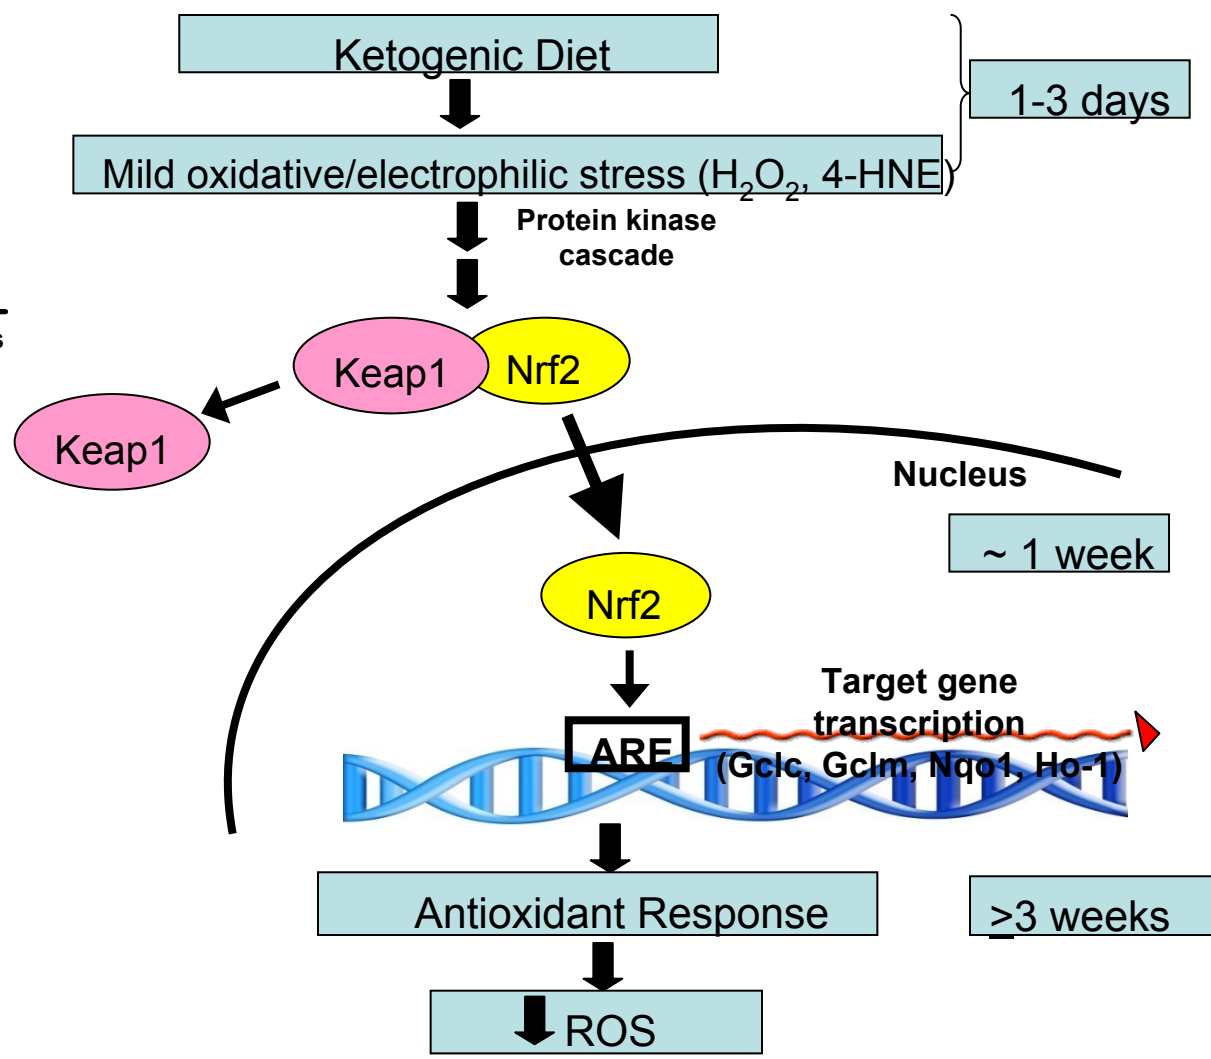 Ketogenic Diet
1-3 days
Mild oxidative/electrophilic stress (H₂O₂, 4-HNE)
Protein kinase
cascade
s
Keap1
Nrf2
Keap1
Nucleus
~ 1 week
Nrf2
Target gene
transcription
ARE
(Gclc, Gclm, Nqo1, Ho-1)
Antioxidant Response
≥3 weeks
ROS